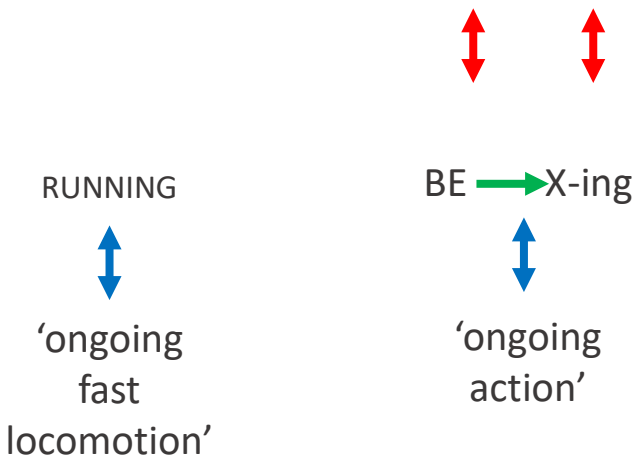 RUNNING
BE X-ing
‘ongoing
fast
locomotion’
‘ongoing
action’